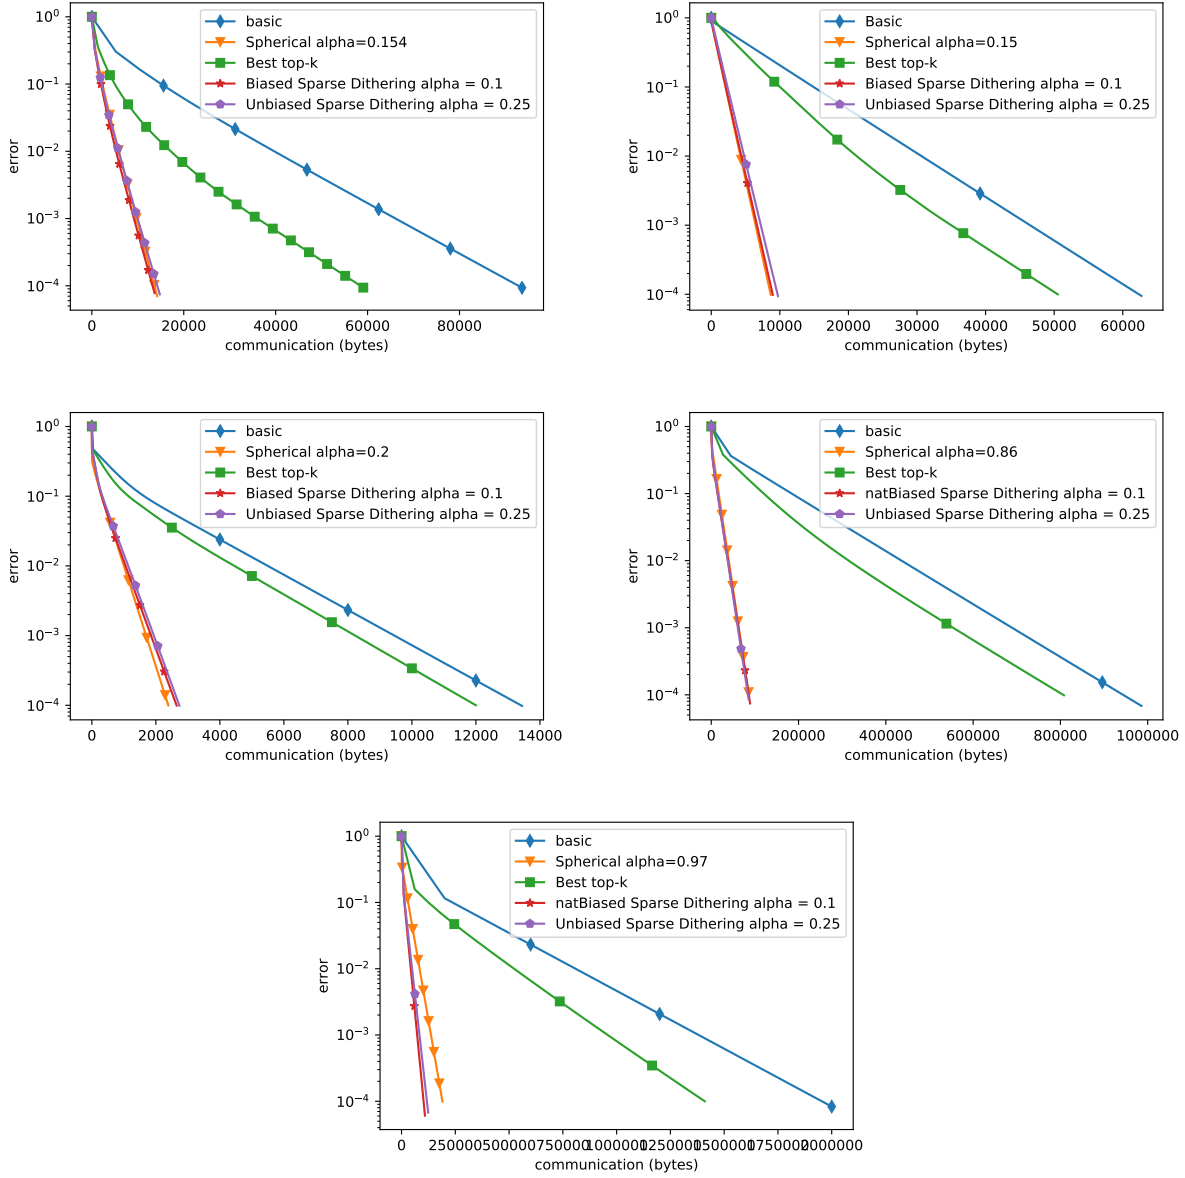 basic
Spherical alpha=0.154
Best top-k
Biased Sparse Dithering alpha = 0.1
Unbiased Sparse Dithering alpha = 0.25
10^0
10^−1
10^−2
10^−3
10^−4
error
0 20000 40000 60000 80000
communication (bytes)
Basic
Spherical alpha=0.15
Best top-k
Biased Sparse Dithering alpha = 0.1
Unbiased Sparse Dithering alpha = 0.25
10^0
10^−1
10^−2
10^−3
10^−4
error
0 10000 20000 30000 40000 50000 60000
communication (bytes)
basic
Spherical alpha=0.2
Best top-k
Biased Sparse Dithering alpha = 0.1
Unbiased Sparse Dithering alpha = 0.25
10^0
10^−1
10^−2
10^−3
10^−4
error
0 2000 4000 6000 8000 10000 12000 14000
communication (bytes)
basic
Spherical alpha=0.86
Best top-k
natBiased Sparse Dithering alpha = 0.1
Unbiased Sparse Dithering alpha = 0.25
10^0
10^−1
10^−2
10^−3
10^−4
error
0 200000 400000 600000 800000 1000000
communication (bytes)
basic
Spherical alpha=0.97
Best top-k
natBiased Sparse Dithering alpha = 0.1
Unbiased Sparse Dithering alpha = 0.25
10^0
10^−1
10^−2
10^−3
10^−4
error
0 250000 500000 750000 1000000 1250000 1500000 1750000 2000000
communication (bytes)